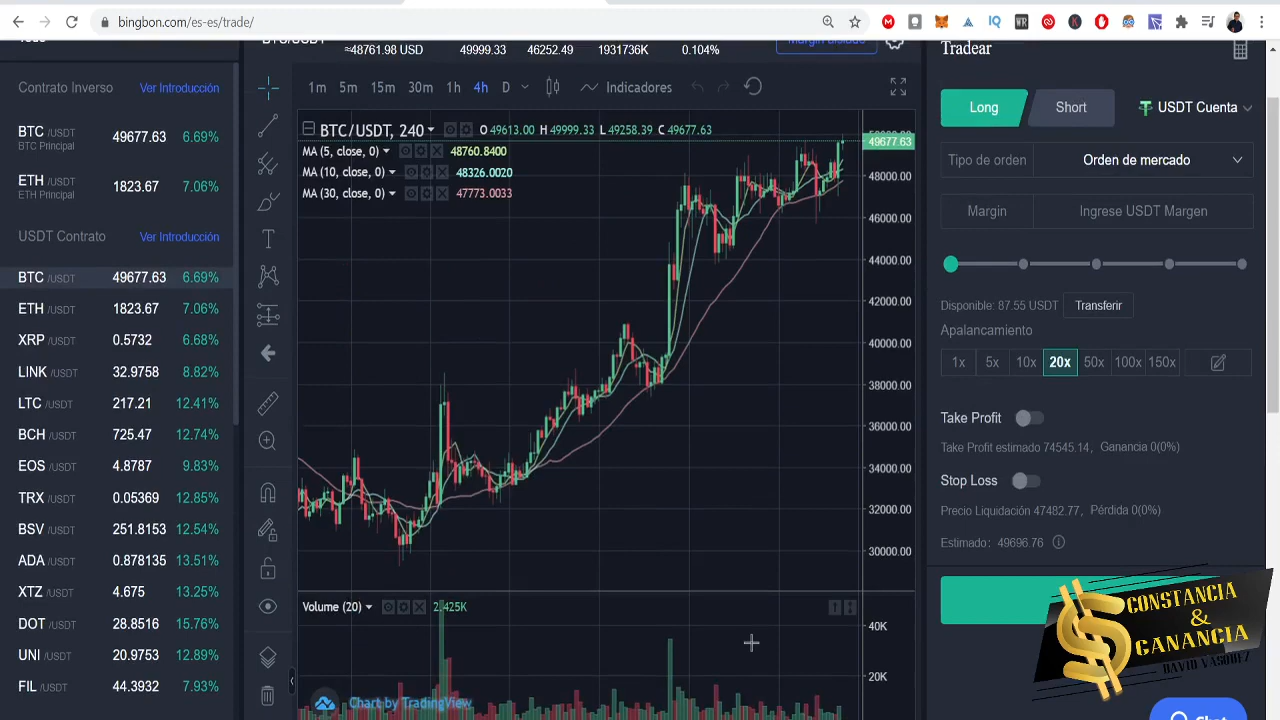 bingbon.com/es-es/trade/
≈48761.98 USD 49999.33 46252.49 1931736K 0.104%
Contrato Inverso Ver Introducción
BTC /USDT 49677.63 6.69%
BTC Principal
ETH /USDT 1823.67 7.06%
ETH Principal
USDT Contrato Ver Introducción
BTC /USDT 49677.63 6.69%
ETH /USDT 1823.67 7.06%
XRP /USDT 0.5732 6.68%
LINK /USDT 32.9758 8.82%
LTC /USDT 217.21 12.41%
BCH /USDT 725.47 12.74%
EOS /USDT 4.8787 9.83%
TRX /USDT 0.05369 12.85%
BSV /USDT 251.8153 12.54%
ADA /USDT 0.878135 13.51%
XTZ /USDT 4.675 13.25%
DOT /USDT 28.8516 15.76%
UNI /USDT 20.9753 12.89%
FIL /USDT 44.3932 7.93%
1m 5m 15m 30m 1h 4h D Indicadores
BTC/USDT, 240 O 49613.00 H 49999.33 L 49258.39 C 49677.63
MA (5, close, 0) 48760.8400
MA (10, close, 0) 48326.0020
MA (30, close, 0) 47773.0033
49677.63
48000.00
46000.00
44000.00
42000.00
40000.00
38000.00
36000.00
34000.00
32000.00
30000.00
Volume (20) 2.425K
40K
20K
Chart by TradingView
Tradear
Long Short USDT Cuenta
Tipo de orden Orden de mercado
Margin Ingrese USDT Margen
Disponible: 87.55 USDT Transferir
Apalancamiento
1x 5x 10x 20x 50x 100x 150x
Take Profit
Take Profit estimado 74545.14, Ganancia 0(0%)
Stop Loss
Precio Liquidación 47482.77, Pérdida 0(0%)
Estimado: 49696.76
CONSTANCIA
&
GANANCIA
DAVID VASQUEZ